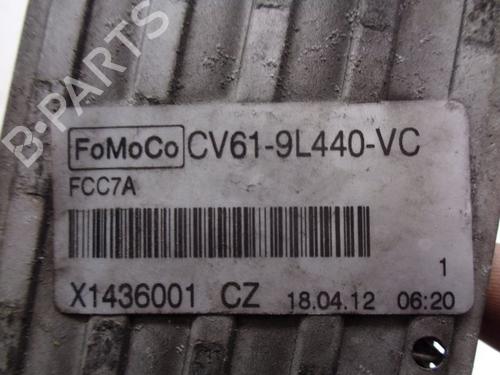 B-PARTS
FoMoCo CV61-9L440-VC
FCC7A
1
X1436001 CZ 18.04.12 06:20